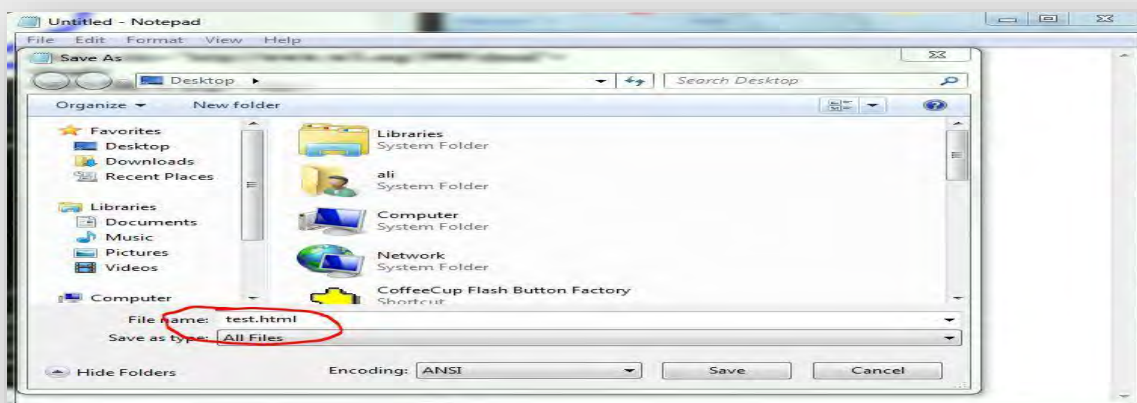 Untitled - Notepad
File Edit Format View Help
Save As
Desktop
Search Desktop
Organize
New folder
Favorites
Desktop
Downloads
Recent Places
Libraries
Documents
Music
Pictures
Videos
Computer
Libraries
System Folder
ali
System Folder
Computer
System Folder
Network
System Folder
CoffeeCup Flash Button Factory
Shortcut
File name: test.html
Save as type: All Files
Hide Folders
Encoding: ANSI
Save
Cancel